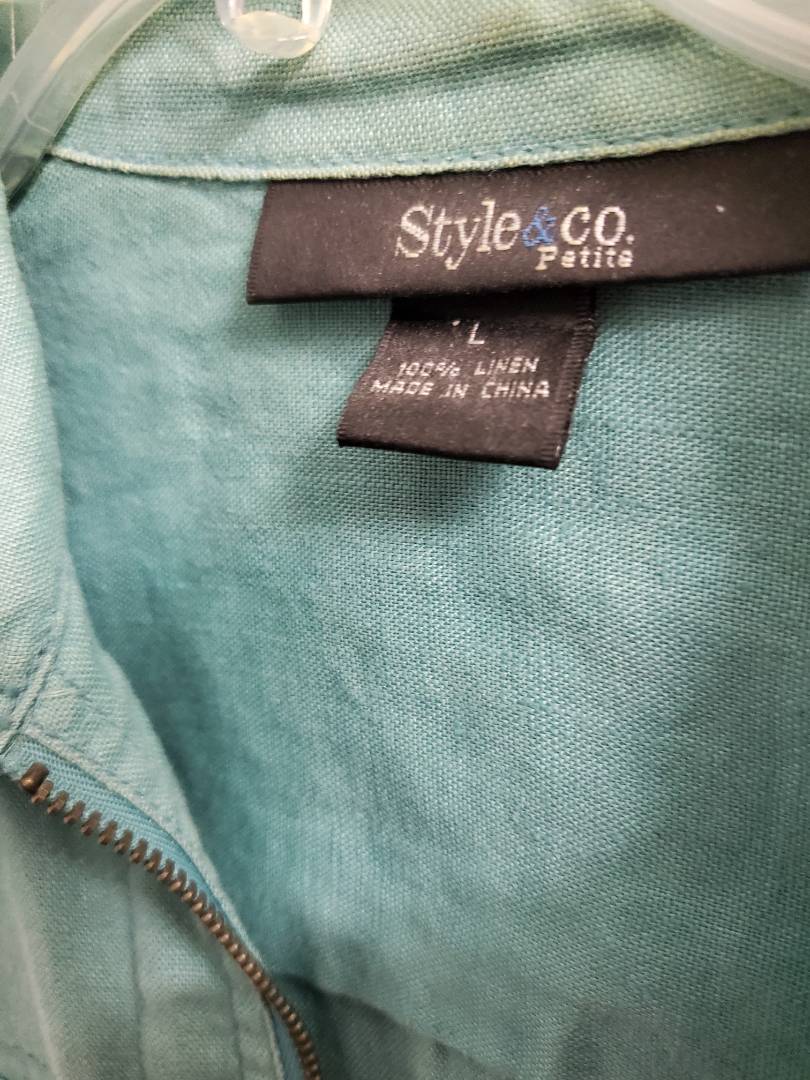 Style & CO.
Petite
L
100% LINEN
MADE IN CHINA